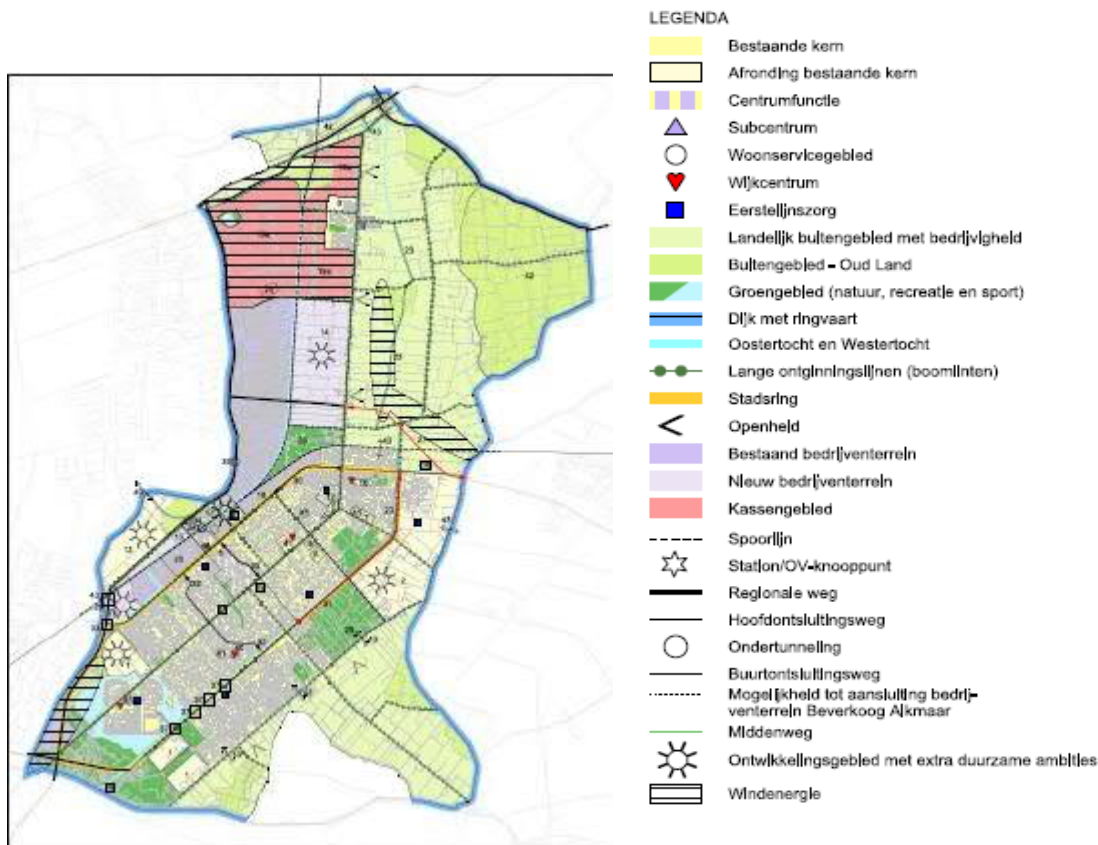 LEGENDA
Bestaande kern
Afronding bestaande kern
Centrumfunctie
Subcentrum
Woonservicegebied
Wijkcentrum
Eerstelijnszorg
Landelijk buitengebied met bedrijvigheid
Buitengebied - Oud Land
Groengebied (natuur, recreatie en sport)
Dijk met ringvaart
Oostertocht en Westertocht
Lange ontginningslijnen (boomlinten)
Stadsring
Openheid
Bestaand bedrijventerrein
Nieuw bedrijventerrein
Kassengebied
Spoorlijn
Station/OV-knooppunt
Regionale weg
Hoofdontsluitingsweg
Ondertunneling
Buurtontsluitingsweg
Mogelijkheid tot aansluiting bedrij-
venterrein Beverkoog Alkmaar
Middenweg
Ontwikkelingsgebied met extra duurzame ambities
Windenergie